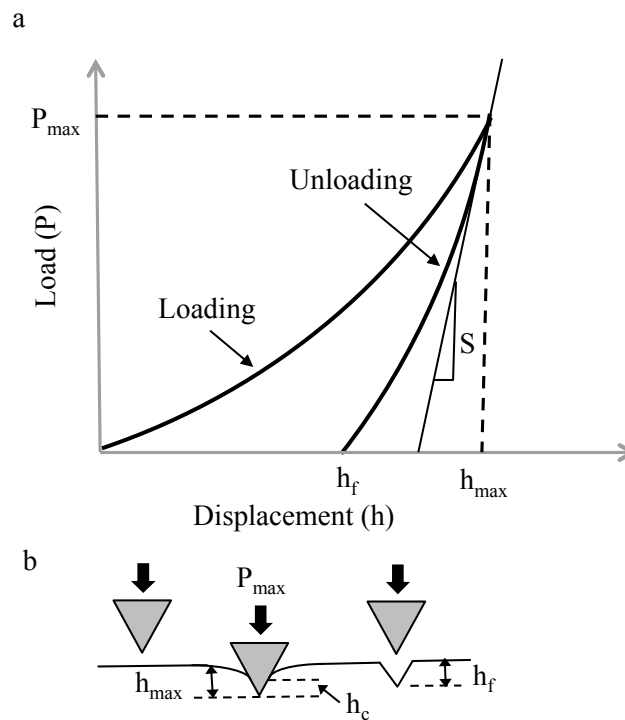 a
P_max
Unloading
Load (P)
Loading
S
h_f
h_max
Displacement (h)
b
P_max
h_max
h_c
h_f